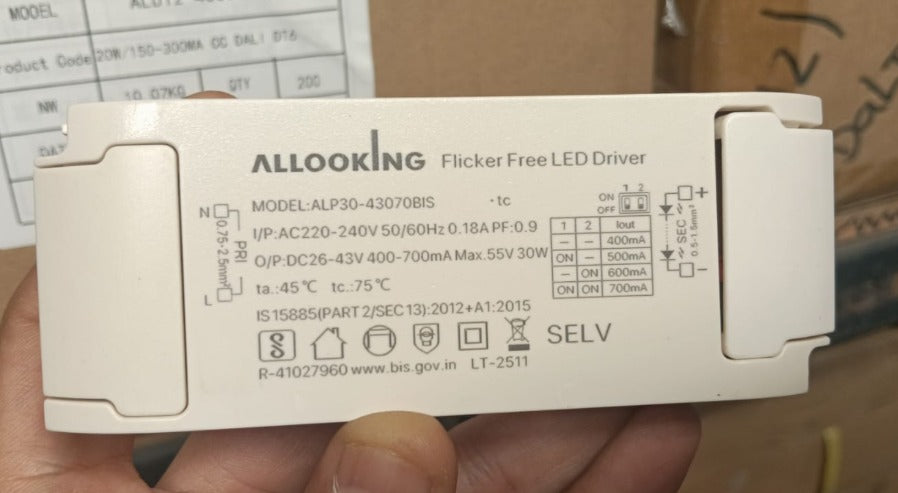 MODEL
Product Code 20W/150-300MA CC DALI DT6
NW 10.07KG QTY 200
ALLOOKING Flicker Free LED Driver
MODEL:ALP30-43070BIS ·tc
I/P:AC220-240V 50/60Hz 0.18A PF:0.9
O/P:DC26-43V 400-700mA Max.55V 30W
ta.:45℃ tc.:75℃
IS15885(PART 2/SEC 13):2012+A1:2015
SELV
R-41027960 www.bis.gov.in LT-2511
N
L
PRI
0.75-2.5mm²
1 2
ON
OFF
1 2 Iout
— — 400mA
ON — 500mA
— ON 600mA
ON ON 700mA
+
SEC
0.5-1.5mm²
−